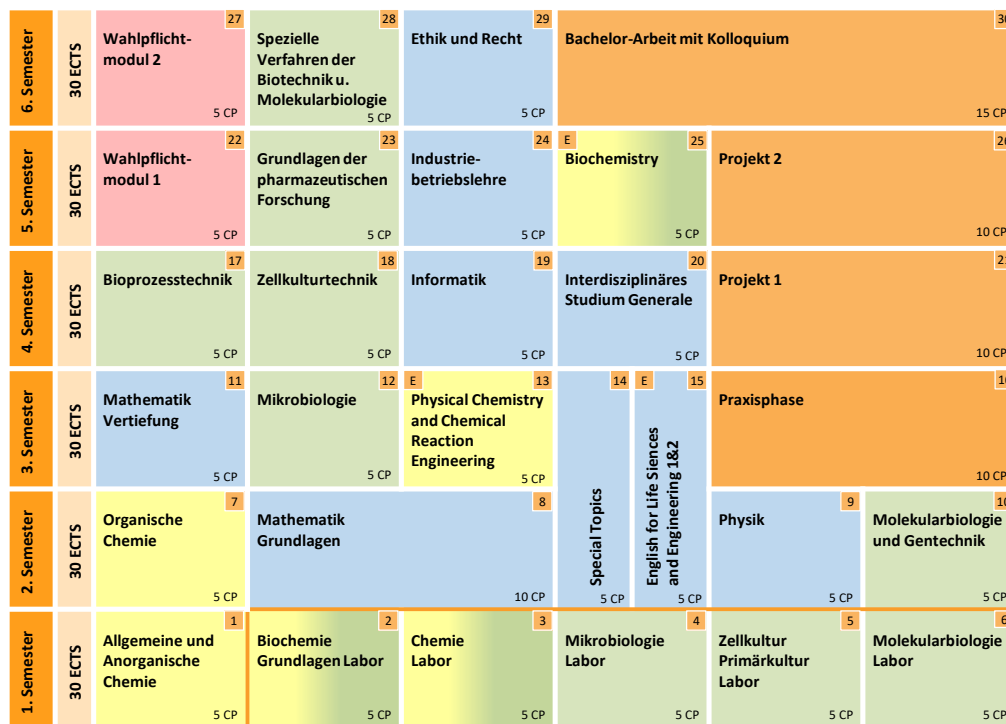 6. Semester
30 ECTS
27
Wahlpflicht-
modul 2
5 CP
28
Spezielle
Verfahren der
Biotechnik u.
Molekularbiologie
5 CP
29
Ethik und Recht
5 CP
30
Bachelor-Arbeit mit Kolloquium
15 CP
5. Semester
30 ECTS
22
Wahlpflicht-
modul 1
5 CP
23
Grundlagen der
pharmazeutischen
Forschung
5 CP
24
Industrie-
betriebslehre
5 CP
E
25
Biochemistry
5 CP
26
Projekt 2
10 CP
4. Semester
30 ECTS
17
Bioprozesstechnik
5 CP
18
Zellkulturtechnik
5 CP
19
Informatik
5 CP
20
Interdisziplinäres
Studium Generale
5 CP
21
Projekt 1
10 CP
3. Semester
30 ECTS
11
Mathematik
Vertiefung
5 CP
12
Mikrobiologie
5 CP
E
13
Physical Chemistry
and Chemical
Reaction
Engineering
5 CP
14
Special Topics
5 CP
E
15
English for Life Siences
and Engineering 1&2
5 CP
16
Praxisphase
10 CP
2. Semester
30 ECTS
7
Organische
Chemie
5 CP
8
Mathematik
Grundlagen
10 CP
9
Physik
5 CP
10
Molekularbiologie
und Gentechnik
5 CP
1. Semester
30 ECTS
1
Allgemeine und
Anorganische
Chemie
5 CP
2
Biochemie
Grundlagen Labor
5 CP
3
Chemie
Labor
5 CP
4
Mikrobiologie
Labor
5 CP
5
Zellkultur
Primärkultur
Labor
5 CP
6
Molekularbiologie
Labor
5 CP